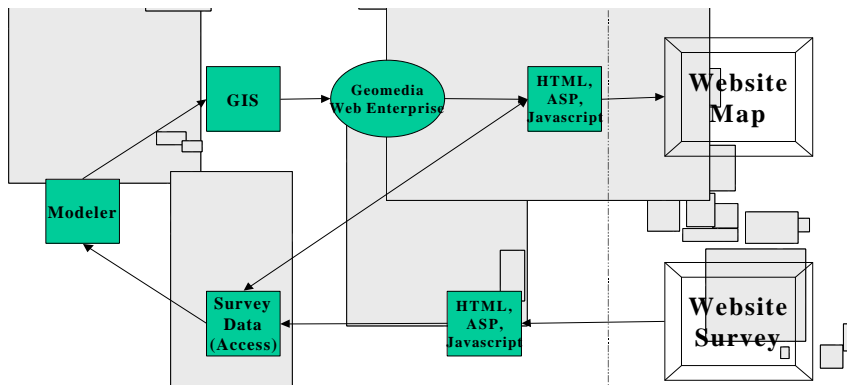 GIS
Geomedia
Web Enterprise
HTML,
ASP,
Javascript
Website
Map
Modeler
Survey
Data
(Access)
HTML,
ASP,
Javascript
Website
Survey